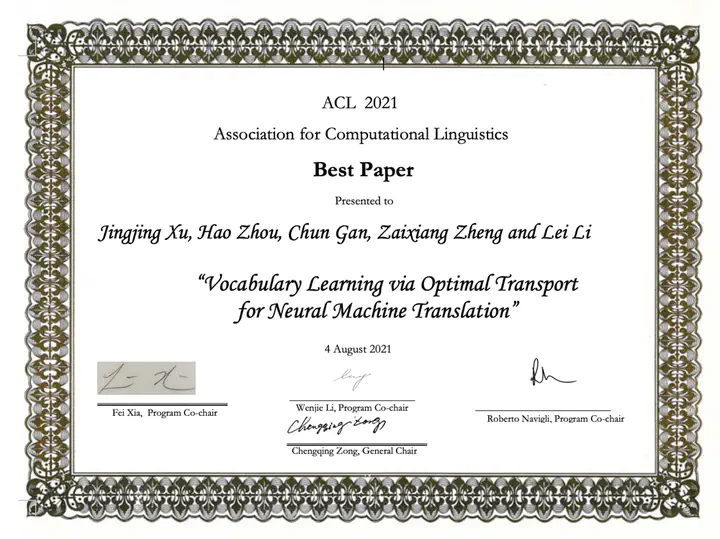 ACL 2021
Association for Computational Linguistics
Best Paper
Presented to
Jingjing Xu, Hao Zhou, Chun Gan, Zaixiang Zheng and Lei Li
“Vocabulary Learning via Optimal Transport
for Neural Machine Translation”
4 August 2021
Fei Xia, Program Co-chair
Wenjie Li, Program Co-chair
Roberto Navigli, Program Co-chair
Chengqing Zong
Chengqing Zong, General Chair